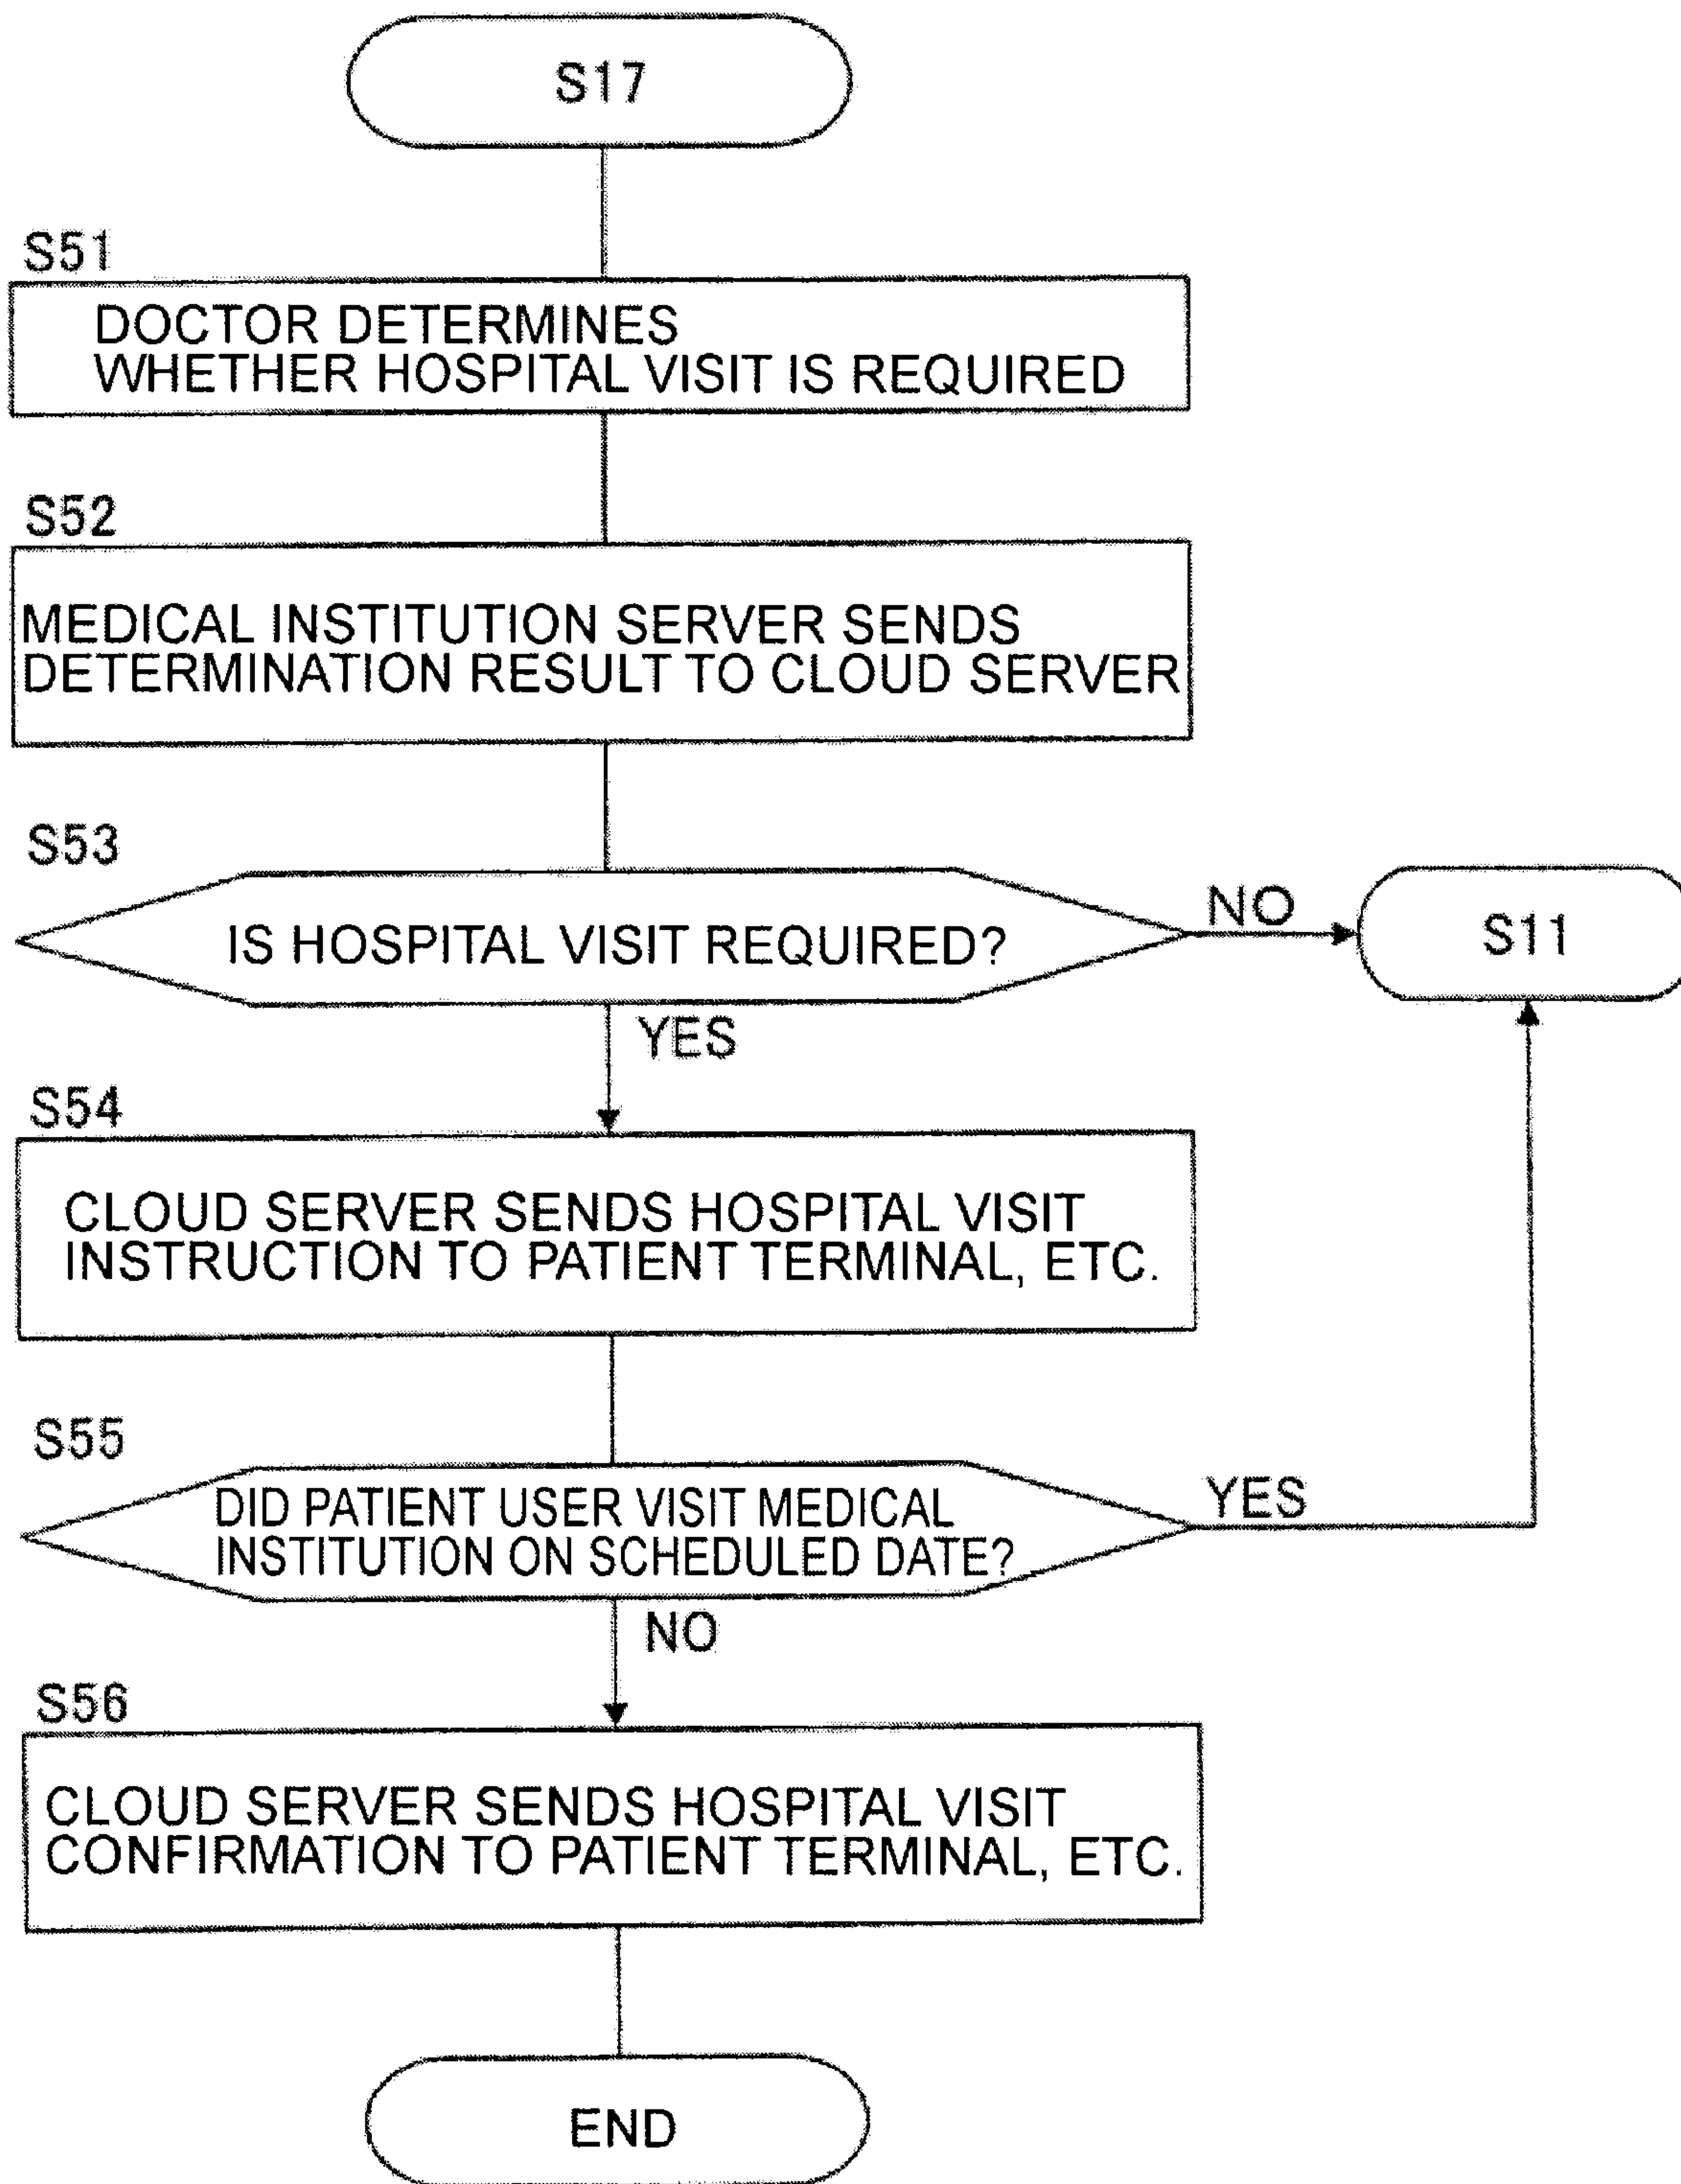 S17
S51
DOCTOR DETERMINES
WHETHER HOSPITAL VISIT IS REQUIRED
S52
MEDICAL INSTITUTION SERVER SENDS
DETERMINATION RESULT TO CLOUD SERVER
S53
IS HOSPITAL VISIT REQUIRED?
NO
S11
YES
S54
CLOUD SERVER SENDS HOSPITAL VISIT
INSTRUCTION TO PATIENT TERMINAL, ETC.
S55
DID PATIENT USER VISIT MEDICAL
INSTITUTION ON SCHEDULED DATE?
YES
NO
S56
CLOUD SERVER SENDS HOSPITAL VISIT
CONFIRMATION TO PATIENT TERMINAL, ETC.
END